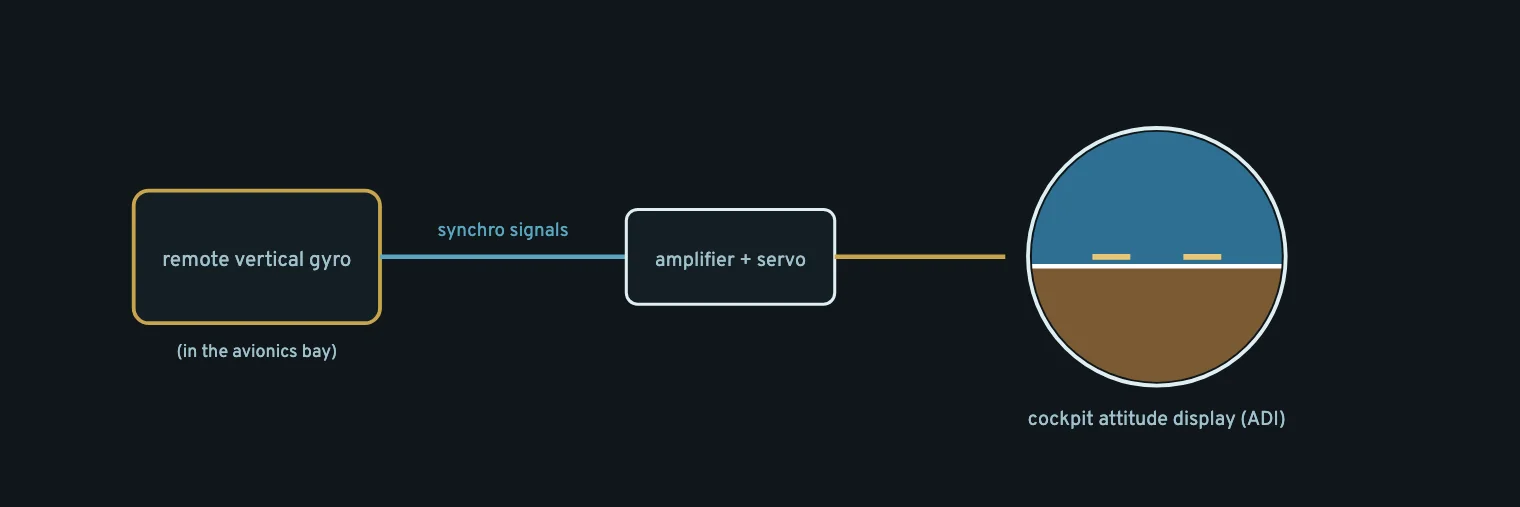 synchro signals
remote vertical gyro
amplifier + servo
(in the avionics bay)
cockpit attitude display (ADI)